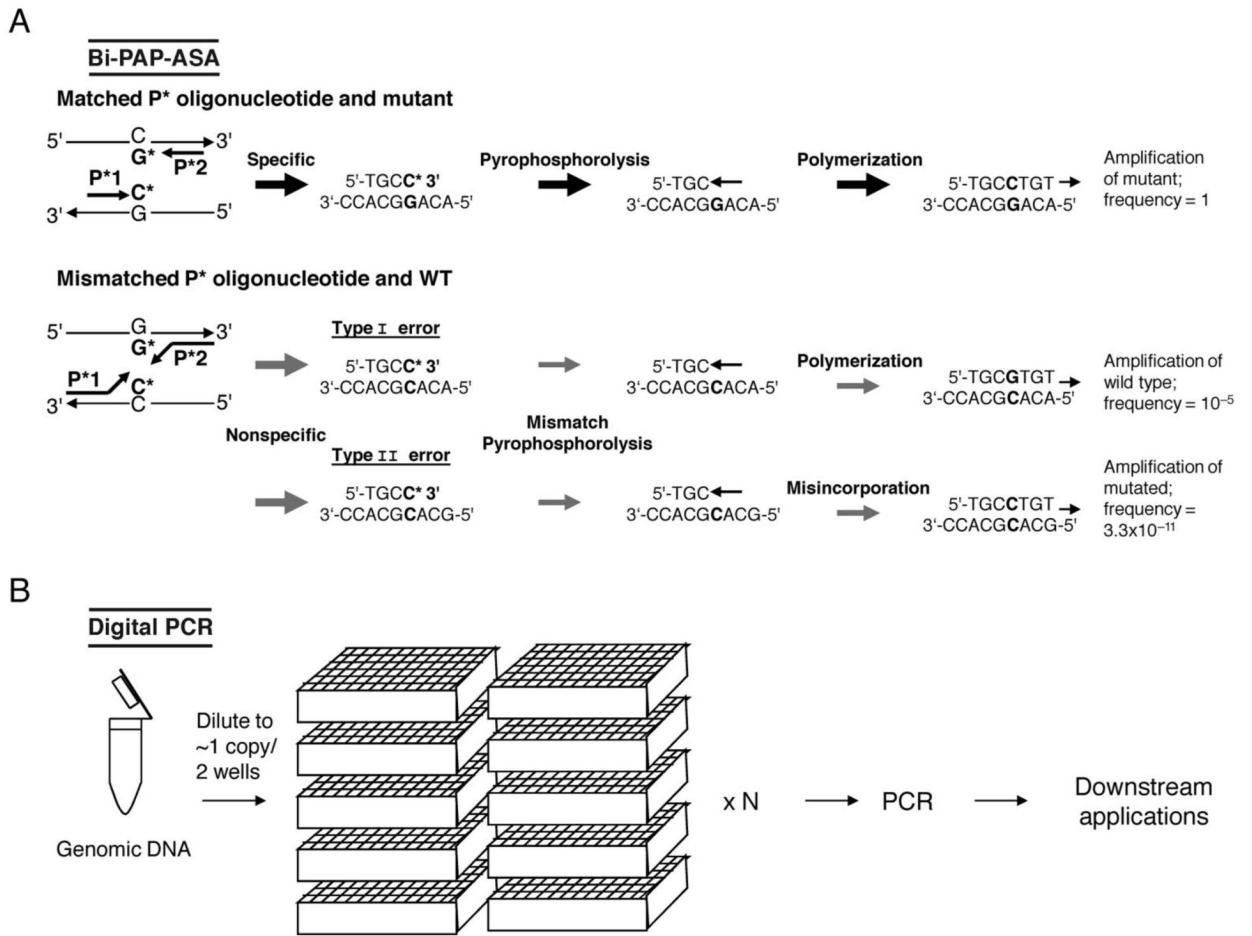 A
Bi-PAP-ASA
Matched P* oligonucleotide and mutant
5'
C
3'
G*
P*2
P*1
C*
3'
G
5'
Specific
5'-TGCC* 3'
3'-CCACGGACA-5'
Pyrophosphorolysis
5'-TGC
3'-CCACGGACA-5'
Polymerization
5'-TGCCTGT
3'-CCACGGACA-5'
Amplification
of mutant;
frequency = 1
Mismatched P* oligonucleotide and WT
5'
G
3'
G*
P*2
P*1
C*
3'
C
5'
Type I error
5'-TGCC* 3'
3'-CCACGCACA-5'
5'-TGC
3'-CCACGCACA-5'
Polymerization
5'-TGCGTGT
3'-CCACGCACA-5'
Amplification of
wild type;
frequency = 10⁻⁵
Nonspecific
Mismatch
Pyrophosphorolysis
Type II error
5'-TGCC* 3'
3'-CCACGCACG-5'
5'-TGC
3'-CCACGCACG-5'
Misincorporation
5'-TGCCTGT
3'-CCACGCACG-5'
Amplification of
mutated;
frequency =
3.3x10⁻¹¹
B
Digital PCR
Dilute to
~1 copy/
2 wells
Genomic DNA
x N
PCR
Downstream
applications